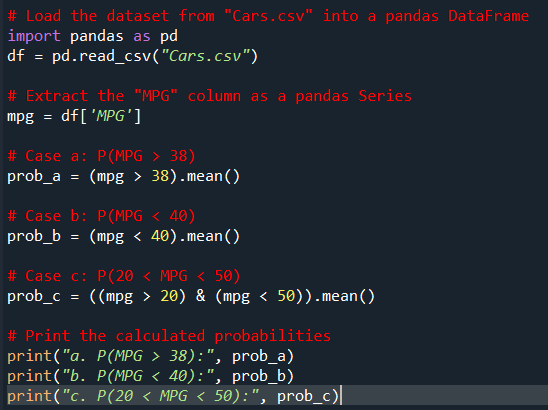 # Load the dataset from "Cars.csv" into a pandas DataFrame
import pandas as pd
df = pd.read_csv("Cars.csv")
# Extract the "MPG" column as a pandas Series
mpg = df['MPG']
# Case a: P(MPG > 38)
prob_a = (mpg > 38).mean()
# Case b: P(MPG < 40)
prob_b = (mpg < 40).mean()
# Case c: P(20 < MPG < 50)
prob_c = ((mpg > 20) & (mpg < 50)).mean()
# Print the calculated probabilities
print("a. P(MPG > 38):", prob_a)
print("b. P(MPG < 40):", prob_b)
print("c. P(20 < MPG < 50):", prob_c)